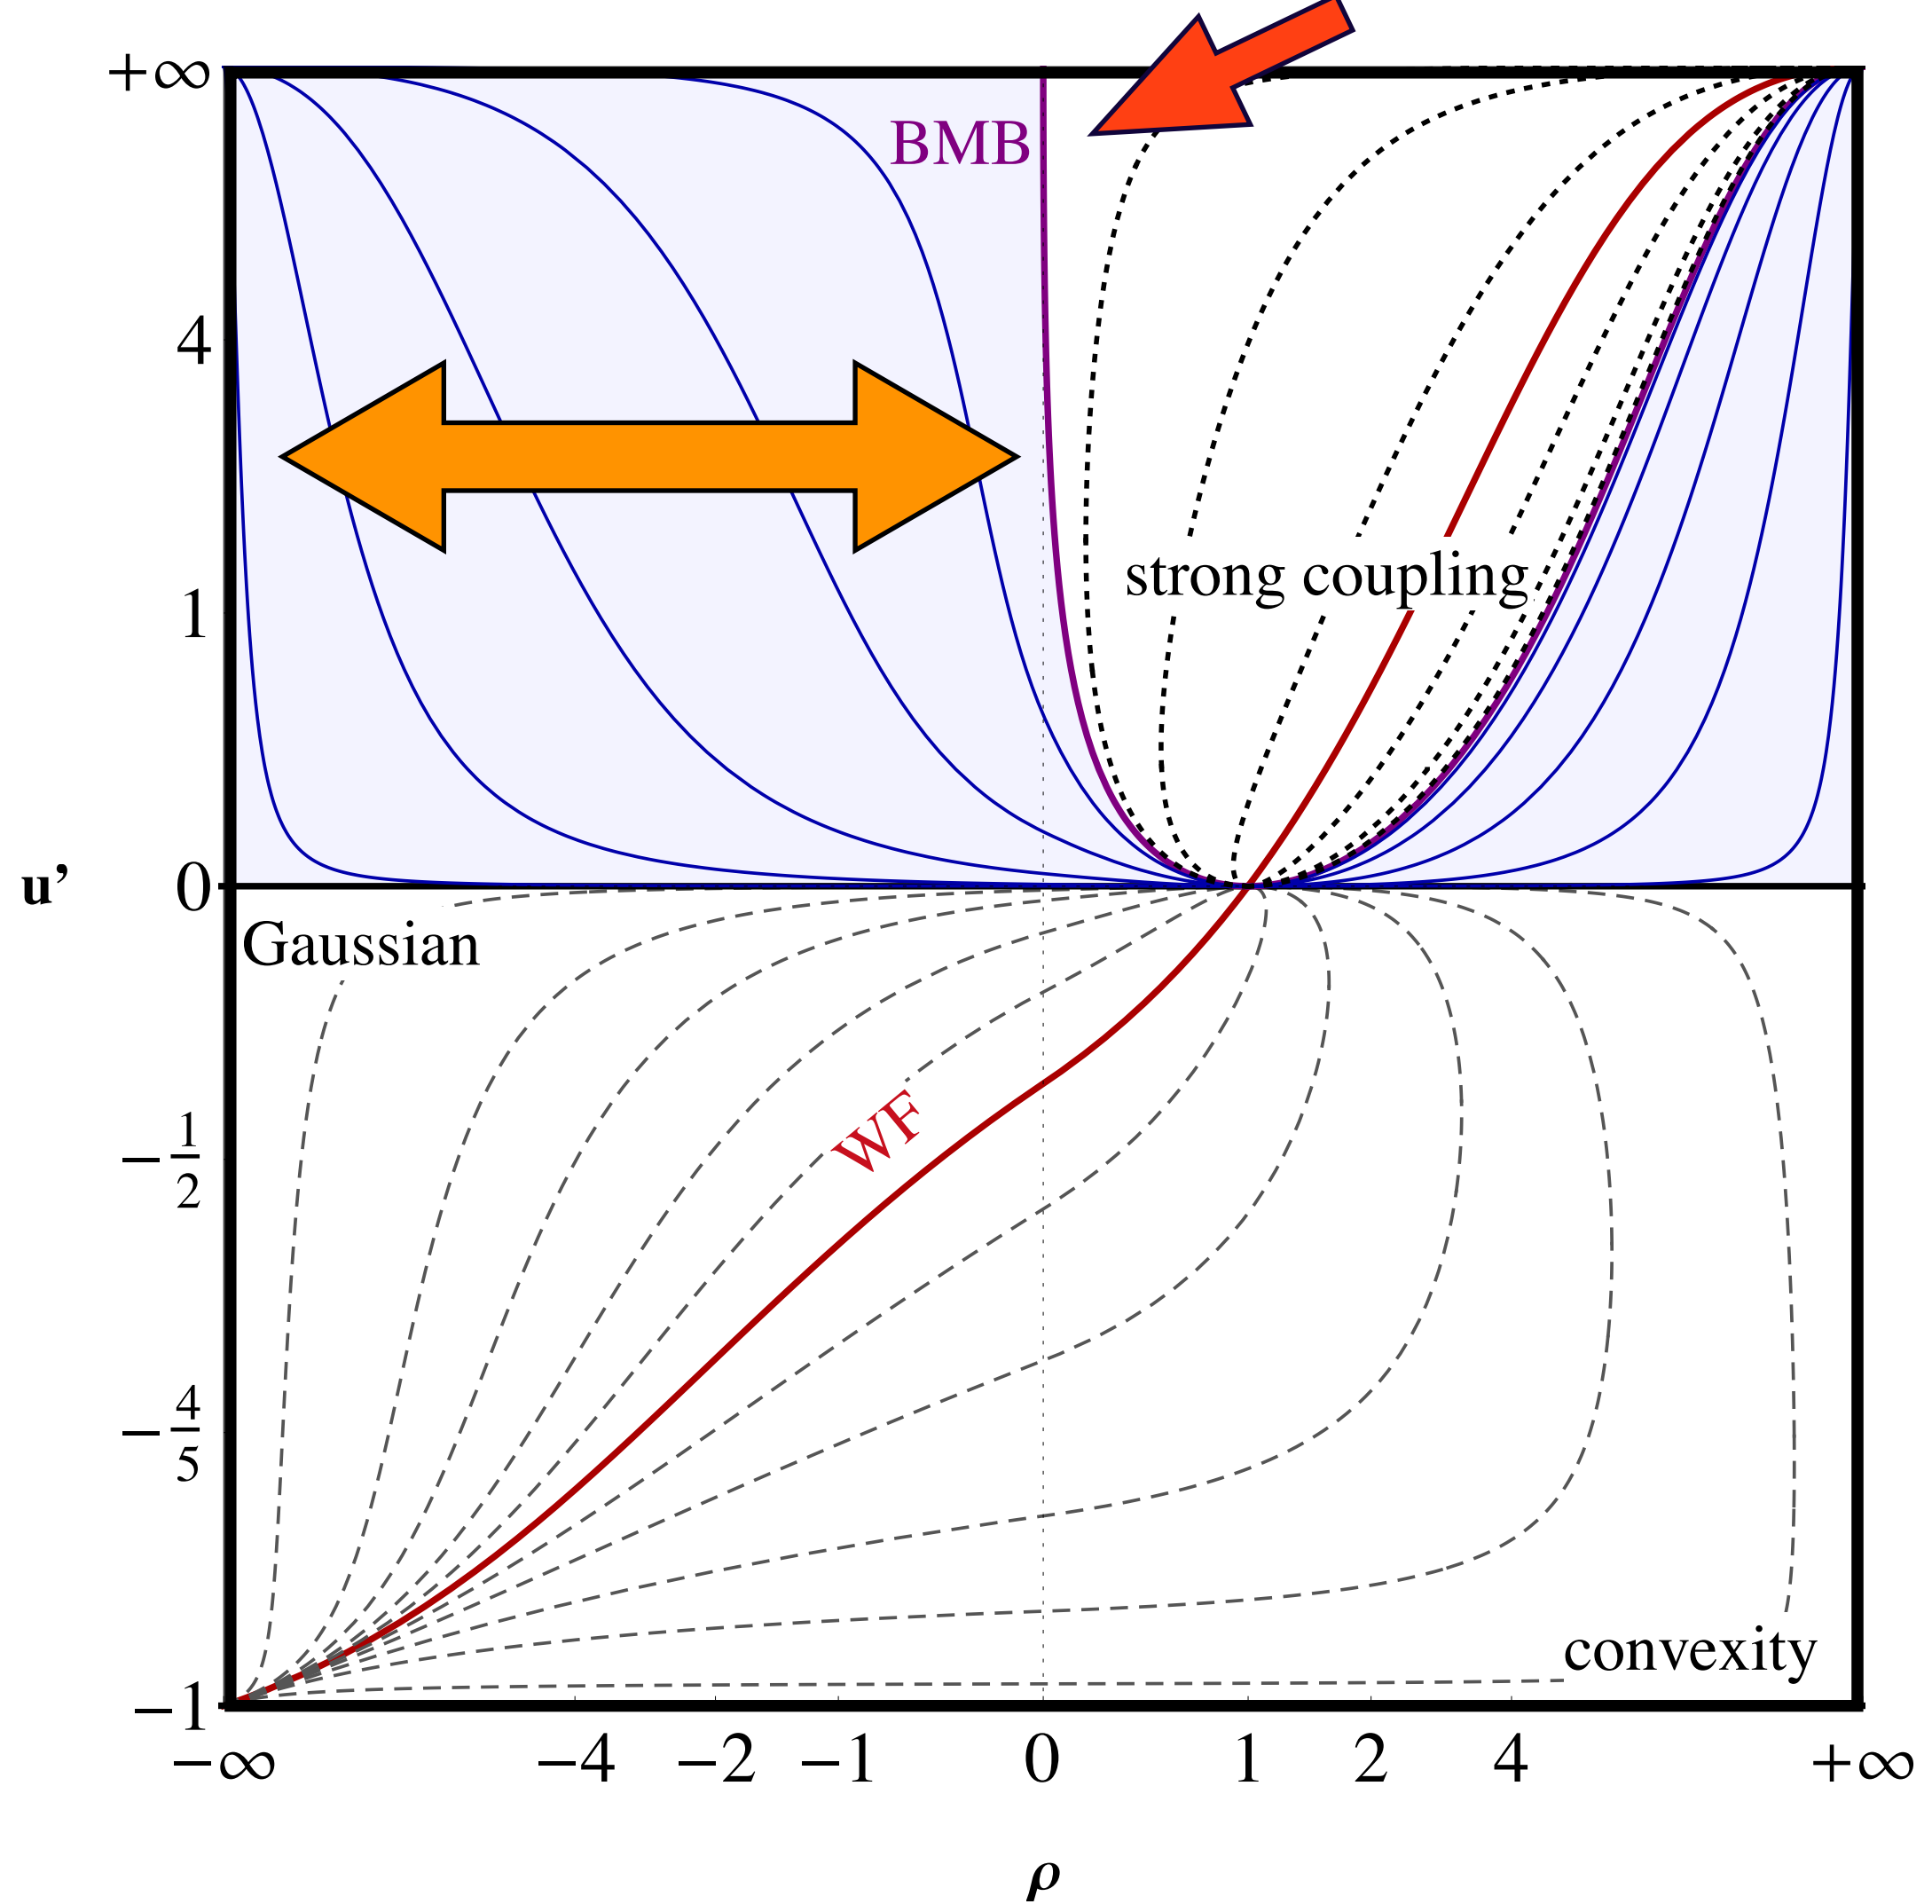 +∞
BMB
4
strong coupling
1
u’
0
Gaussian
WF
−1/2
−4/5
convexity
−1
−∞ −4 −2 −1 0 1 2 4 +∞
ρ